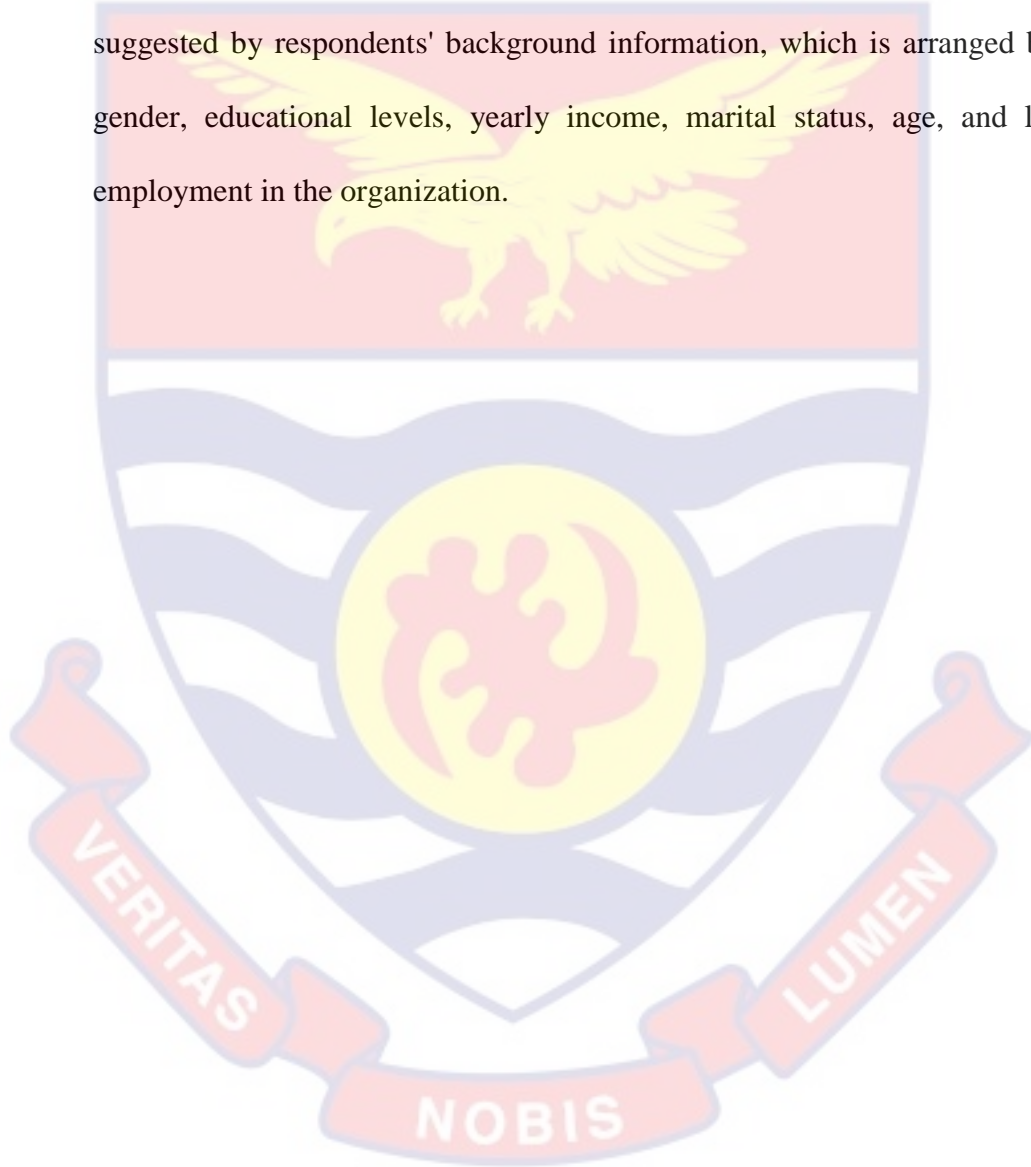 suggested by respondents' background information, which is arranged
gender, educational levels, yearly income, marital status, age, and
employment in the organization.
VERITAS
NOBIS
LUMEN